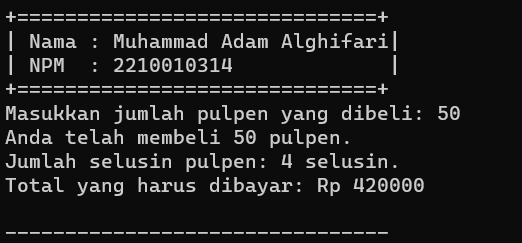 +==============================+
| Nama : Muhammad Adam Alghifari|
| NPM  : 2210010314             |
+==============================+
Masukkan jumlah pulpen yang dibeli: 50
Anda telah membeli 50 pulpen.
Jumlah selusin pulpen: 4 selusin.
Total yang harus dibayar: Rp 420000
--------------------------------